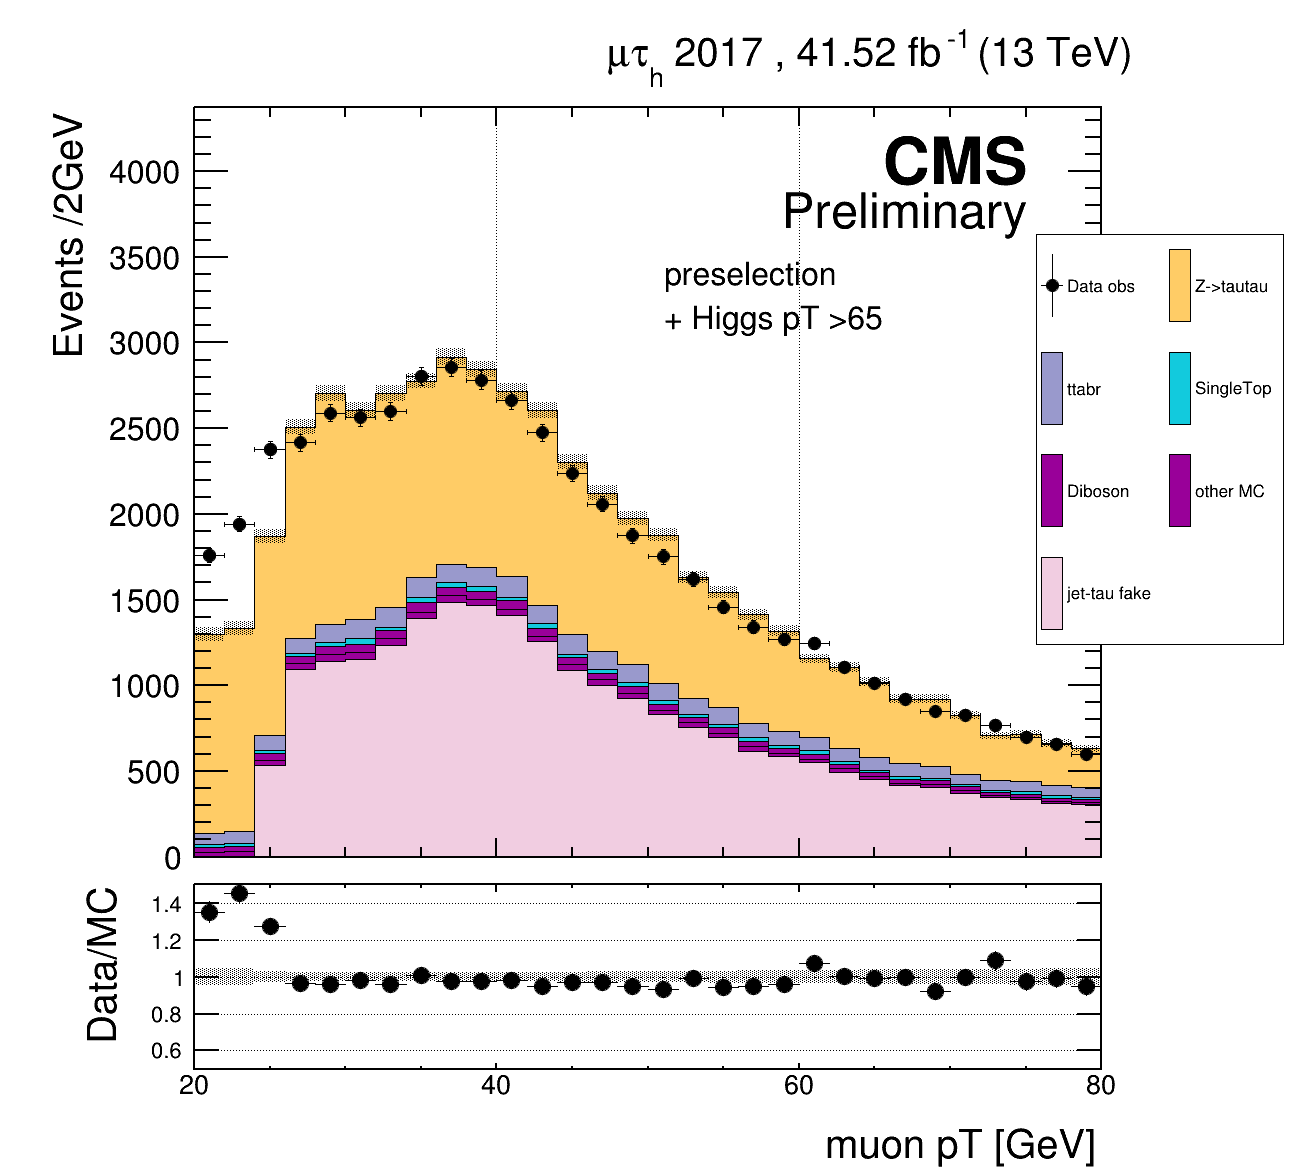 μτh 2017 , 41.52 fb-1 (13 TeV)
Events /2GeV
4000
3500
3000
2500
2000
1500
1000
500
0
CMS
Preliminary
preselection
+ Higgs pT >65
Data obs
Z->tautau
ttabr
SingleTop
Diboson
other MC
jet-tau fake
Data/MC
1.4
1.2
1
0.8
0.6
20 40 60 80
muon pT [GeV]